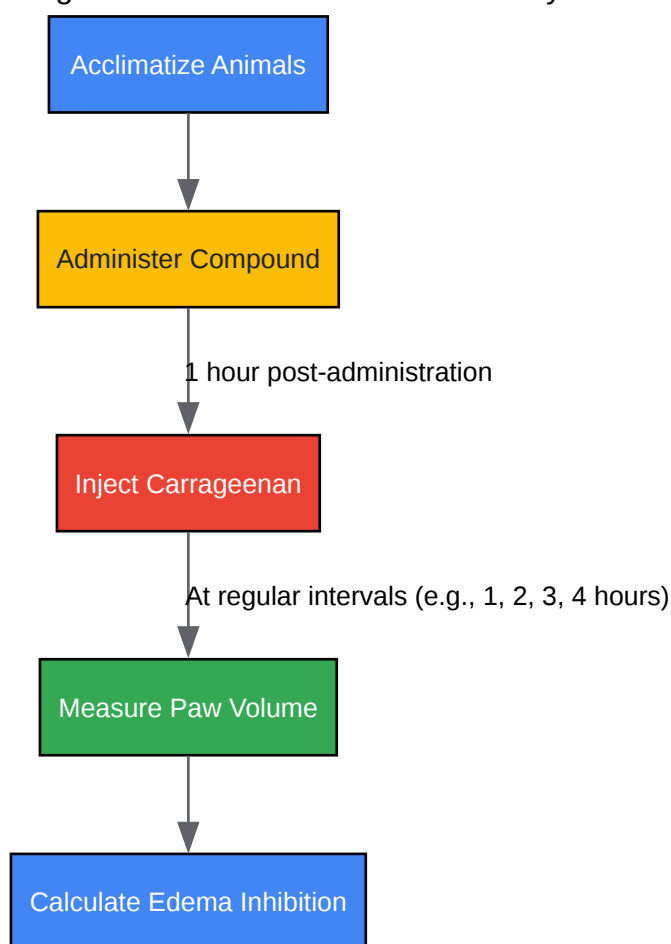 Acclimatize Animals
Administer Compound
1 hour post-administration
Inject Carrageenan
At regular intervals (e.g., 1, 2, 3, 4 hours)
Measure Paw Volume
Calculate Edema Inhibition